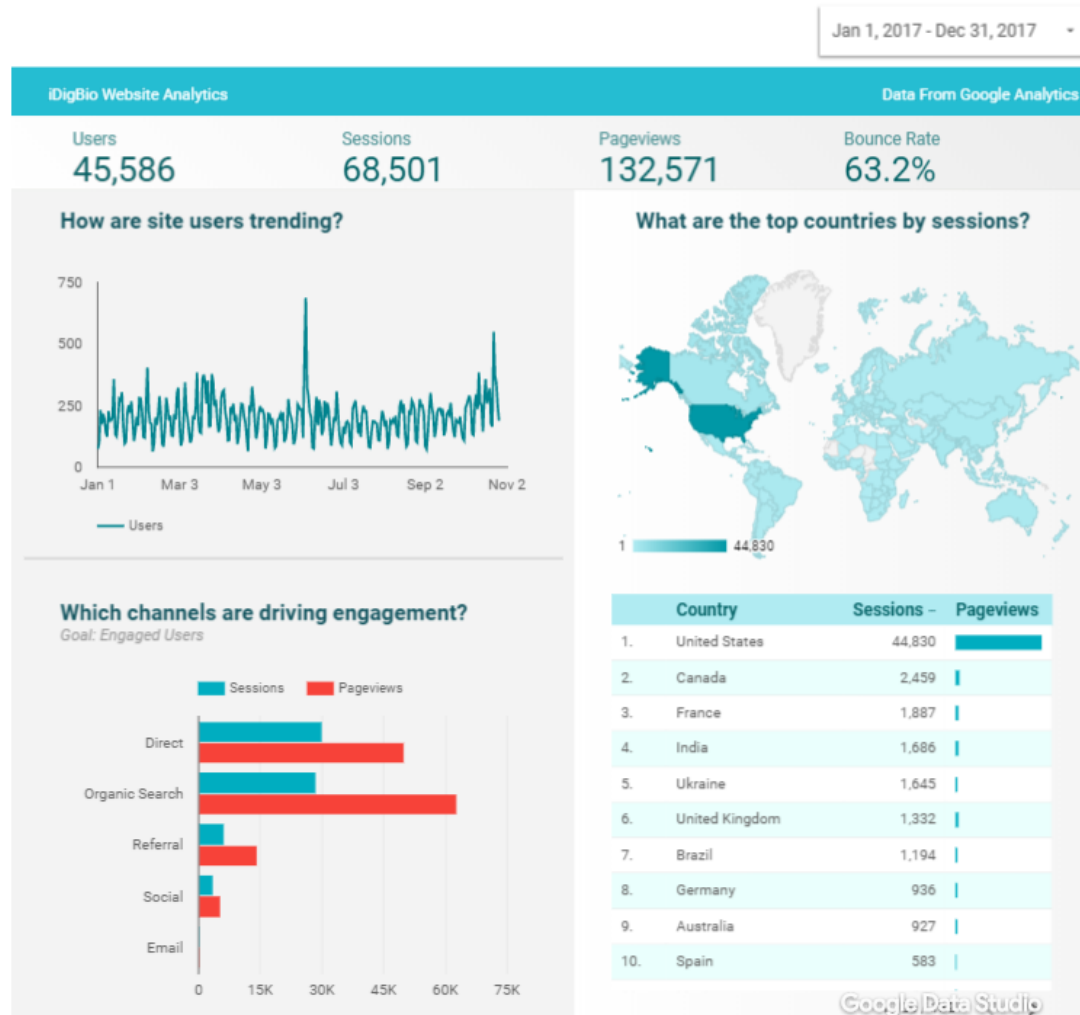 Jan 1, 2017 - Dec 31, 2017
iDigBio Website Analytics
Data From Google Analytics
Users
45,586
Sessions
68,501
Pageviews
132,571
Bounce Rate
63.2%
How are site users trending?
750
500
250
0
Jan 1 Mar 3 May 3 Jul 3 Sep 2 Nov 2
Users
What are the top countries by sessions?
1 44,830
Which channels are driving engagement?
Goal: Engaged Users
Sessions Pageviews
Direct
Organic Search
Referral
Social
Email
0 15K 30K 45K 60K 75K
Country Sessions – Pageviews
1. United States 44,830
2. Canada 2,459
3. France 1,887
4. India 1,686
5. Ukraine 1,645
6. United Kingdom 1,332
7. Brazil 1,194
8. Germany 936
9. Australia 927
10. Spain 583
Google Data Studio